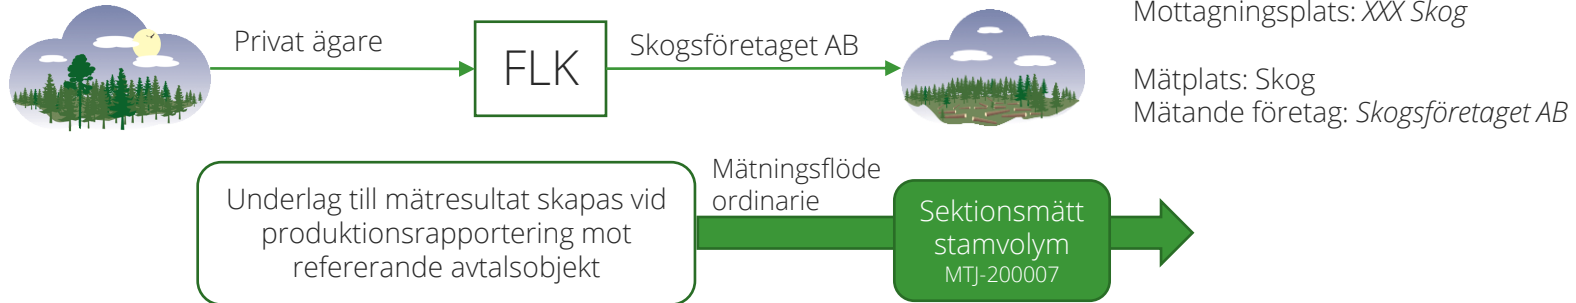 Privat ägare
FLK
Skogsföretaget AB
Mottagningsplats: XXX Skog
Mätplats: Skog
Mätande företag: Skogsföretaget AB
Underlag till mätresultat skapas vid
produktionsrapportering mot
refererande avtalsobjekt
Mätningsflöde
ordinarie
Sektionsmätt
stamvolym
MTJ-200007